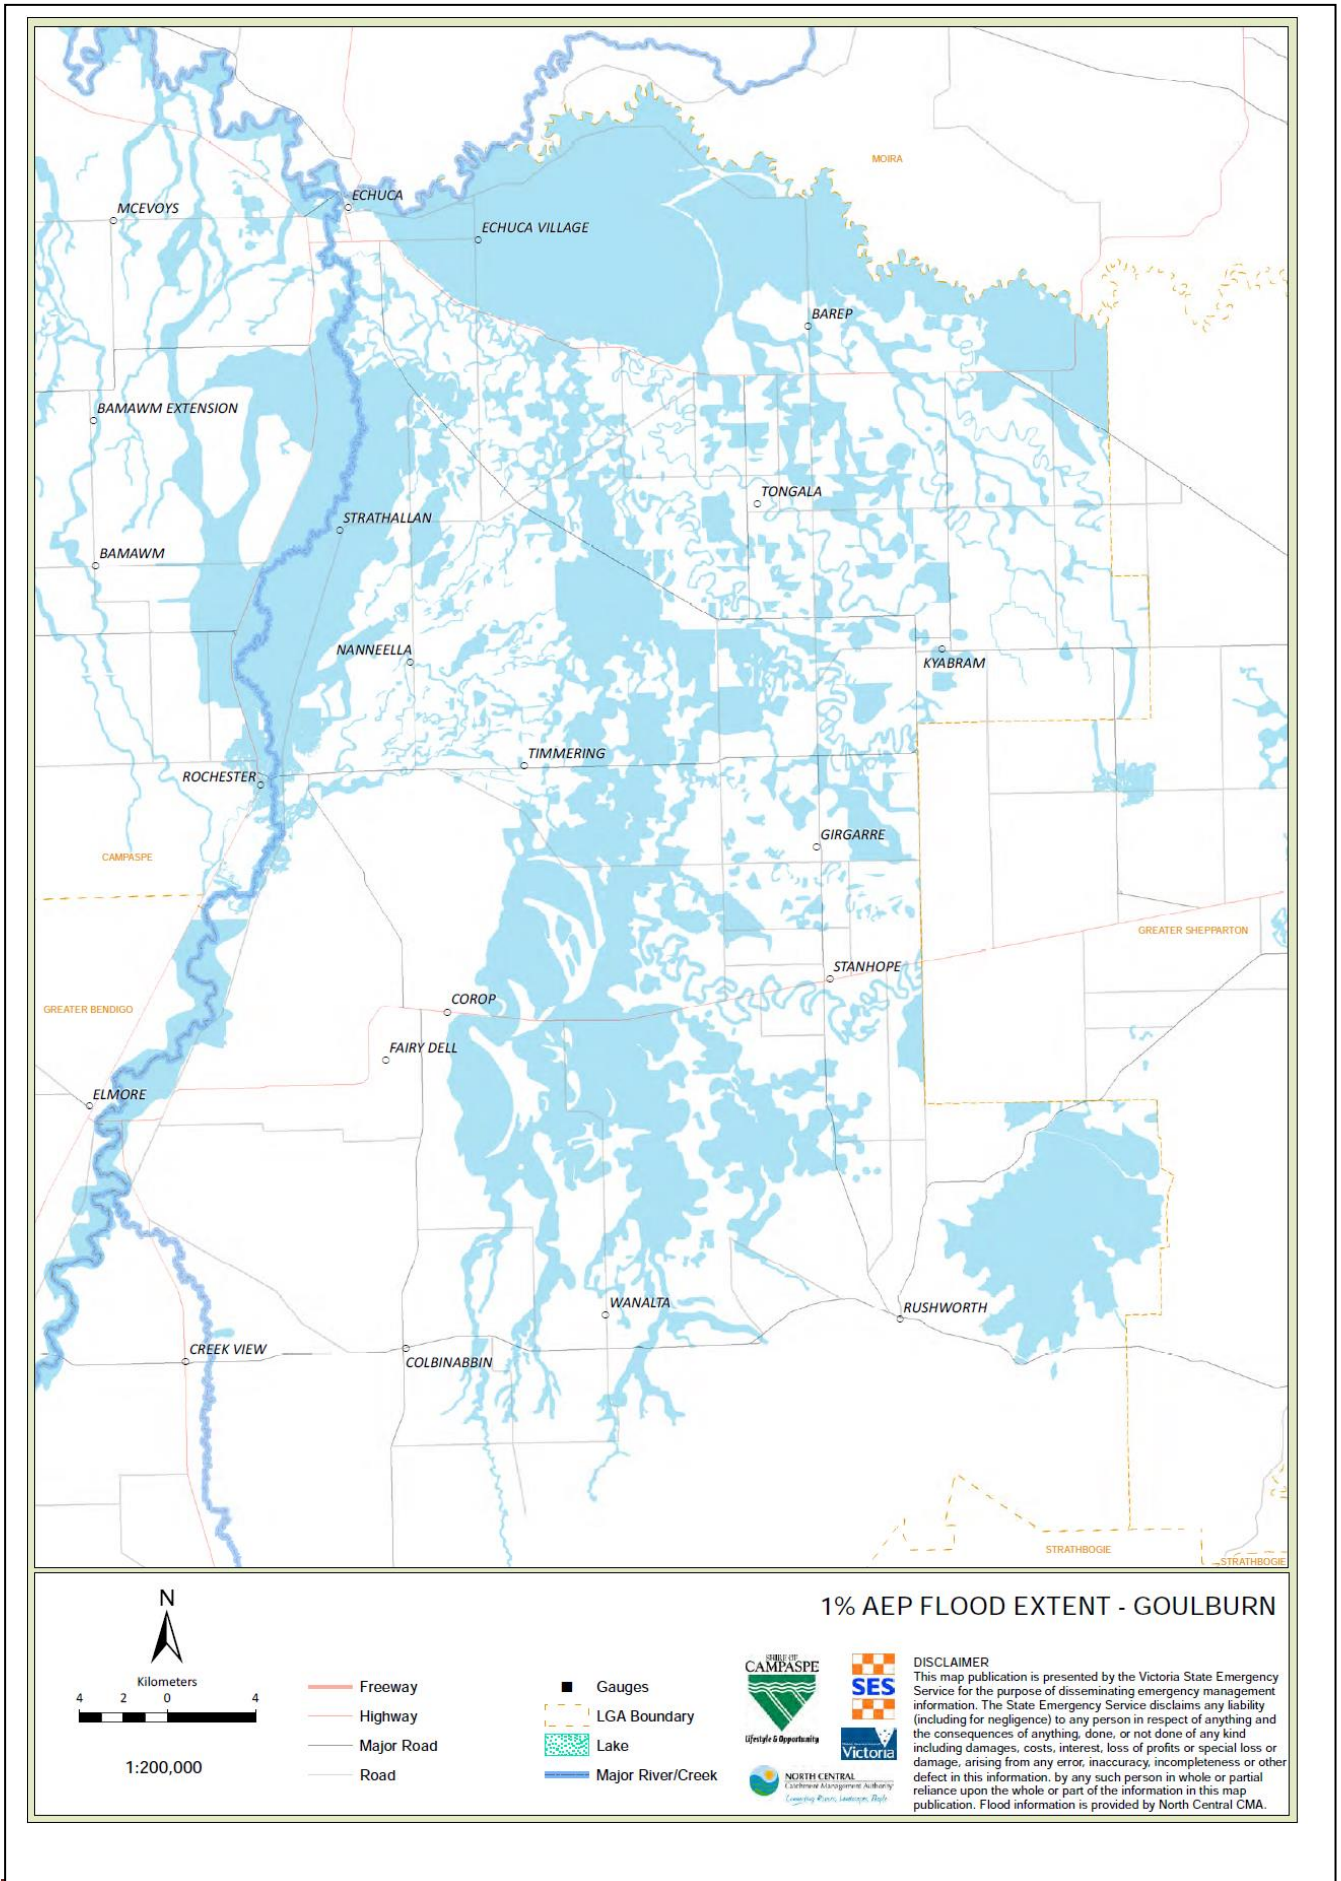 MOIRA
ECHUCA
MCEVOYS
ECHUCA VILLAGE
BAREP
BAMAWM EXTENSION
TONGALA
STRATHALLAN
BAMAWM
NANNEELLA
KYABRAM
TIMMERING
ROCHESTER
GIRGARRE
CAMPASPE
GREATER SHEPPARTON
STANHOPE
COROP
GREATER BENDIGO
FAIRY DELL
ELMORE
WANALTA
RUSHWORTH
CREEK VIEW
COLBINABBIN
STRATHBOGIE
STRATHBOGIE
N
Kilometers
4 2 0 4
1:200,000
Freeway
Highway
Major Road
Road
Gauges
LGA Boundary
Lake
Major River/Creek
1% AEP FLOOD EXTENT - GOULBURN
SHIRE OF
CAMPASPE
Lifestyle & Opportunity
SES
Victoria
NORTH CENTRAL
Catchment Management Authority
DISCLAIMER
This map publication is presented by the Victoria State Emergency
Service for the purpose of disseminating emergency management
information. The State Emergency Service disclaims any liability
(including for negligence) to any person in respect of anything and
the consequences of anything, done, or not done of any kind
including damages, costs, interest, loss of profits or special loss or
damage, arising from any error, inaccuracy, incompleteness or other
defect in this information. by any such person in whole or partial
reliance upon the whole or part of the information in this map
publication. Flood information is provided by North Central CMA.